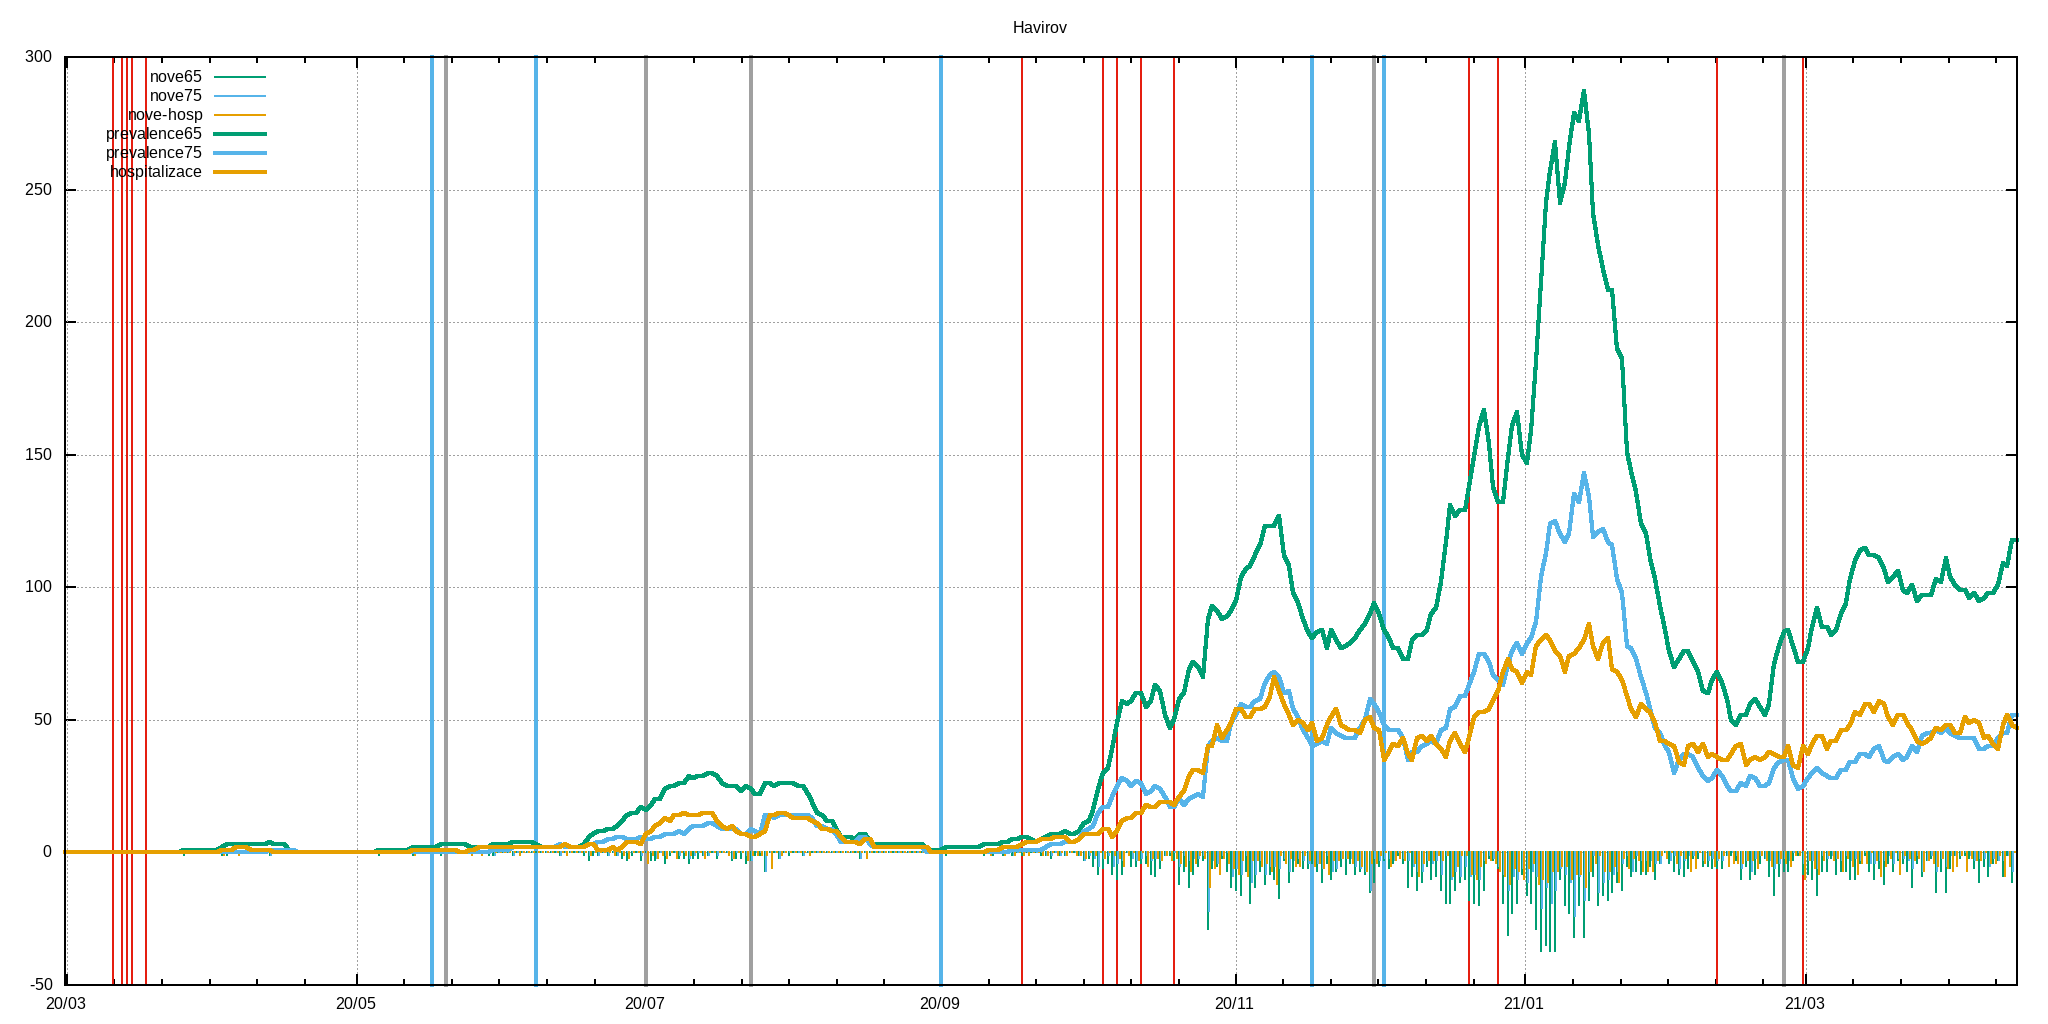 Havirov
300
nove65
nove75
nove-hosp
prevalence65
prevalence75
hospitalizace
250
200
150
100
50
0
-50
20/03 20/05 20/07 20/09 20/11 21/01 21/03